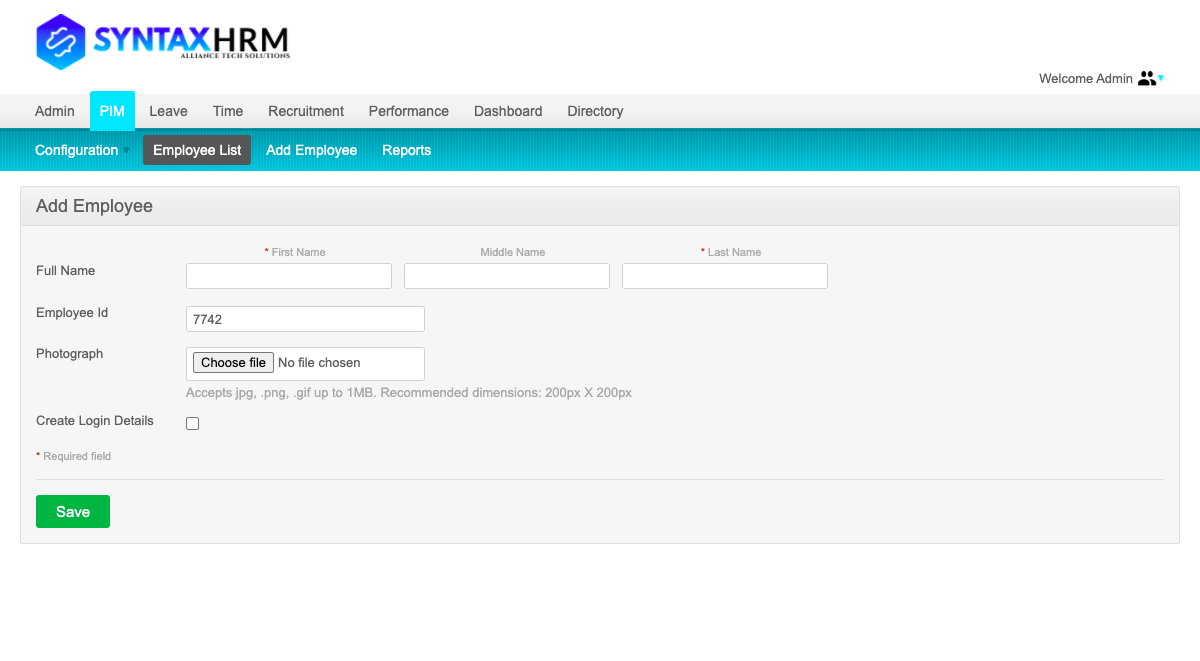 SYNTAXHRM
ALLIANCE TECH SOLUTIONS
Welcome Admin
Admin PIM Leave Time Recruitment Performance Dashboard Directory
Configuration Employee List Add Employee Reports
Add Employee
* First Name Middle Name * Last Name
Full Name
Employee Id 7742
Photograph Choose file No file chosen
Accepts jpg, .png, .gif up to 1MB. Recommended dimensions: 200px X 200px
Create Login Details
* Required field
Save